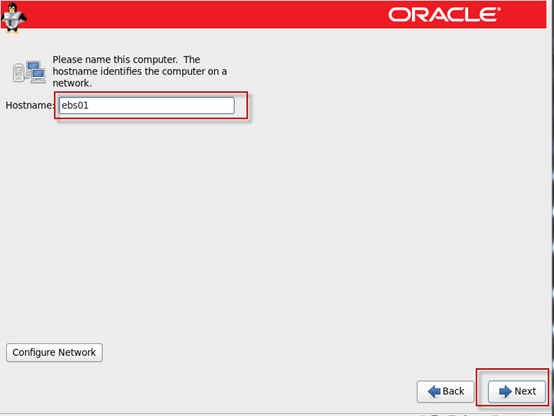 ORACLE®
Please name this computer.  The
hostname identifies the computer on a
network.
Hostname: ebs01
Configure Network
Back
Next